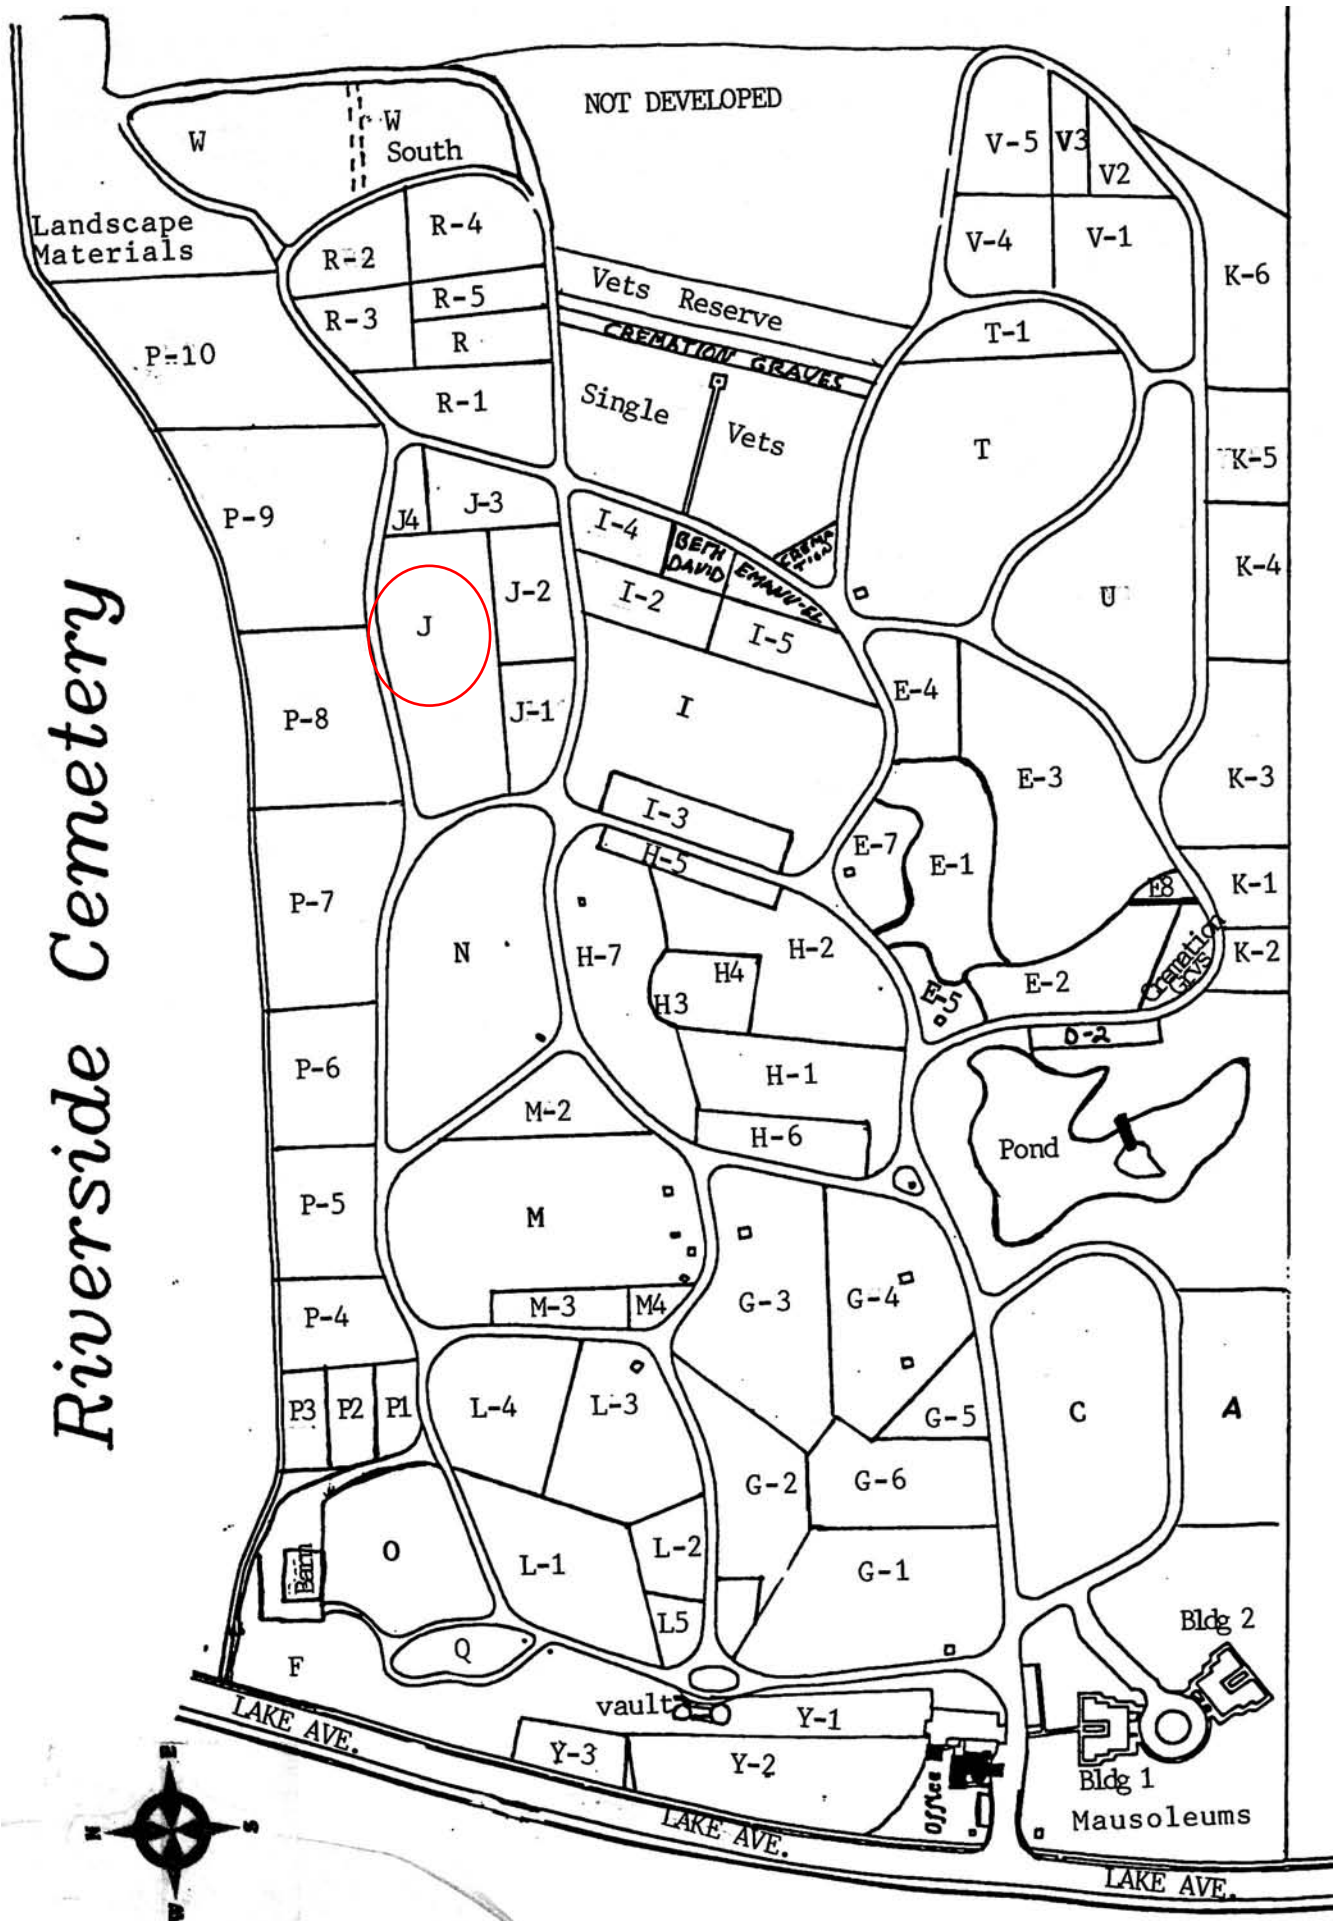 NOT DEVELOPED
W
W
South
V-5
V3
V2
Landscape
Materials
R-4
R-2
V-4
V-1
K-6
Vets Reserve
R-5
R-3
R
CREMATION GRAVES
T-1
P-10
R-1
Single
Vets
T
K-5
J-3
J4
P-9
I-4
BETH
DAVID
EMANU-EL
CREMA
TION
K-4
J-2
I-2
U
J
I-5
E-4
P-8
J-1
I
E-3
K-3
I-3
H-5
E-7
E-1
E8
K-1
P-7
N
H-7
H-2
H4
H3
E-5
E-2
Cremation
Grvs
K-2
D-2
P-6
H-1
M-2
H-6
Pond
P-5
M
G-3
G-4
M-3
M4
P-4
P3
P2
P1
L-4
L-3
G-5
C
A
G-2
G-6
O
L-1
L-2
G-1
Barn
L5
Bldg 2
Q
F
vault
Y-1
LAKE AVE.
Y-3
Y-2
Office
Bldg 1
Mausoleums
LAKE AVE.
LAKE AVE.
Riverside Cemetery
E
N
S
W